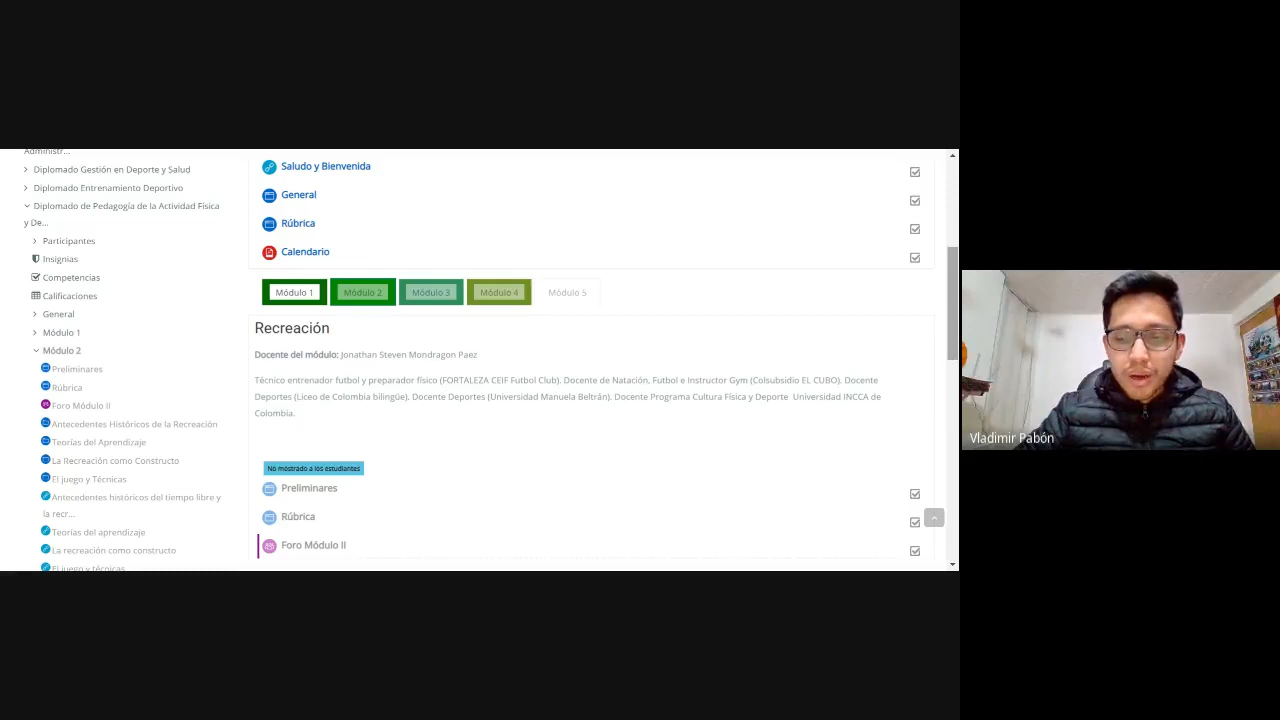 Administr...
Diplomado Gestión en Deporte y Salud
Diplomado Entrenamiento Deportivo
Diplomado de Pedagogía de la Actividad Física
y De...
Participantes
Insignias
Competencias
Calificaciones
General
Módulo 1
Módulo 2
Preliminares
Rúbrica
Foro Módulo II
Antecedentes Históricos de la Recreación
Teorías del Aprendizaje
La Recreación como Constructo
El juego y Técnicas
Antecedentes históricos del tiempo libre y
la recr...
Teorías del aprendizaje
La recreación como constructo
El juego y técnicas
Saludo y Bienvenida
General
Rúbrica
Calendario
Módulo 1 Módulo 2 Módulo 3 Módulo 4 Módulo 5
Recreación
Docente del módulo: Jonathan Steven Mondragon Paez
Técnico entrenador futbol y preparador físico (FORTALEZA CEIF Futbol Club). Docente de Natación, Futbol e Instructor Gym (Colsubsidio EL CUBO). Docente
Deportes (Liceo de Colombia bilingüe). Docente Deportes (Universidad Manuela Beltrán). Docente Programa Cultura Física y Deporte Universidad INCCA de
Colombia.
No mostrado a los estudiantes
Preliminares
Rúbrica
Foro Módulo II
Vladimir Pabón